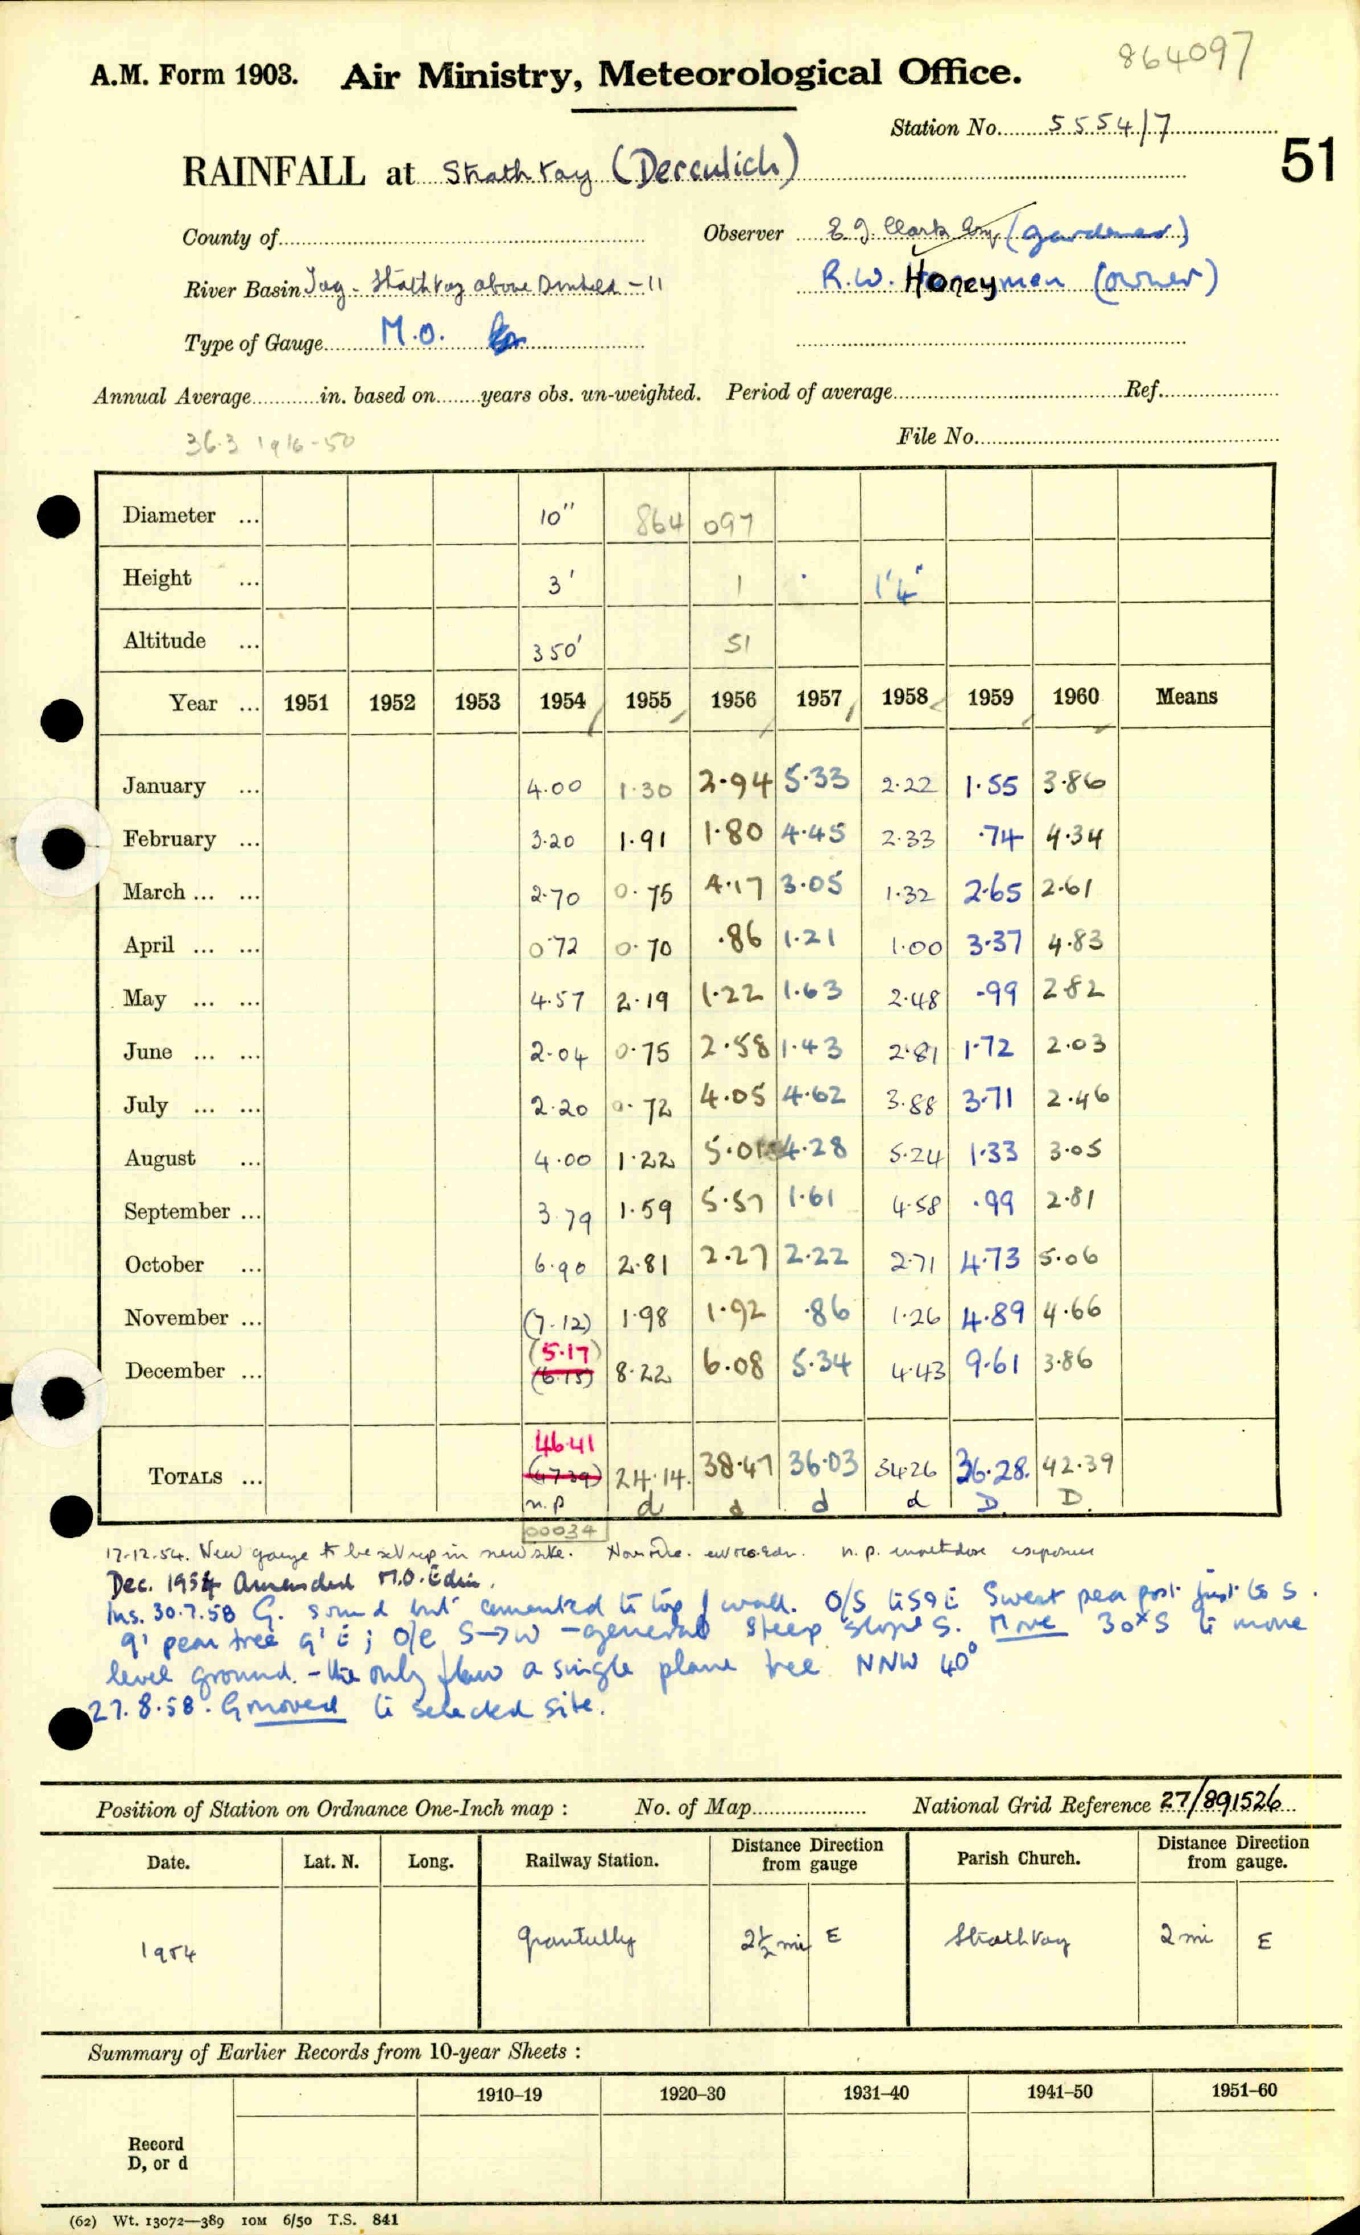 864097
A.M. Form 1903. Air Ministry, Meteorological Office.
Station No. 5554/7
51
RAINFALL at Strathtay (Derculich)
County of
Observer E.J. Clark Esq (gardener)
River Basin Tay - Strathtay above Dunkeld - 11
R.W. Honeyman (owner)
Type of Gauge M.O.
Annual Average in. based on years obs. un-weighted. Period of average Ref.
36.3 1916-50
File No.
Diameter ... 10" 864 097
Height ... 3' 1 1'4"
Altitude ... 350' 51
Year ... 1951 1952 1953 1954 1955 1956 1957 1958 1959 1960 Means
January ... 4.00 1.30 2.94 5.33 2.22 1.55 3.86
February ... 3.20 1.91 1.80 4.45 2.33 .74 4.34
March ... ... 2.70 0.75 4.17 3.05 1.32 2.65 2.61
April ... ... 0.72 0.70 .86 1.21 1.00 3.37 4.83
May ... ... 4.57 2.19 1.22 1.63 2.48 .99 2.82
June ... ... 2.04 0.75 2.58 1.43 2.81 1.72 2.03
July ... ... 2.20 0.72 4.05 4.62 3.88 3.71 2.46
August ... 4.00 1.22 5.01 4.28 5.24 1.33 3.05
September ... 3.79 1.59 5.57 1.61 4.58 .99 2.81
October ... 6.90 2.81 2.27 2.22 2.71 4.73 5.06
November ... (7.12) 1.98 1.92 .86 1.26 4.89 4.66
(5.17)
December ... (6.15) 8.22 6.08 5.34 4.43 9.61 3.86
46.41
TOTALS ... (47.39) 24.14 38.47 36.03 34.26 36.28 42.39
n.p d d d d D D
00034
17.12.54. New gauge to be set up in new site. n.p. exposure
Dec. 1954 Amended M.O. Edin.
Ins. 30.7.58 G. sound but cemented to top of wall. O/S Sweet pea post just to S.
9' pear tree 9' E; O/e S→W - general steep slope S. Move 30x S to more
level ground. - the only flaw a single plane tree NNW 40°
27.8.58. G moved to selected site.
Position of Station on Ordnance One-Inch map : No. of Map National Grid Reference 27/891526
Date. Lat. N. Long. Railway Station. Distance Direction from gauge Parish Church. Distance Direction from gauge.
1954 Grantully 2½ mi E Strathtay 2 mi E
Summary of Earlier Records from 10-year Sheets :
1910-19 1920-30 1931-40 1941-50 1951-60
Record
D, or d
(62) Wt. 13072—389 10M 6/50 T.S. 841